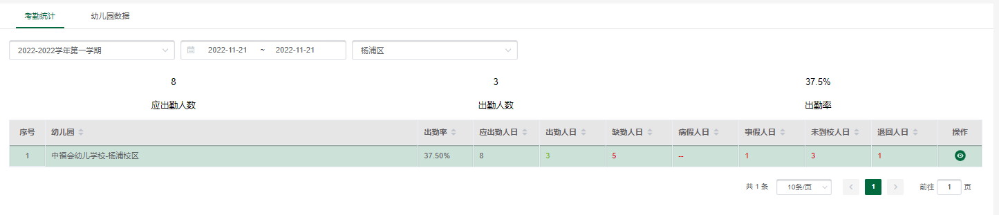 考勤统计 幼儿园数据
2022-2022学年第一学期 2022-11-21 ~ 2022-11-21 杨浦区
8 3 37.5%
应出勤人数 出勤人数 出勤率
序号 幼儿园 出勤率 应出勤人日 出勤人日 缺勤人日 病假人日 事假人日 未到校人日 退回人日 操作
1 中福会幼儿学校-杨浦校区 37.50% 8 3 5 -- 1 3 1
共 1 条 10条/页 1 前往 1 页